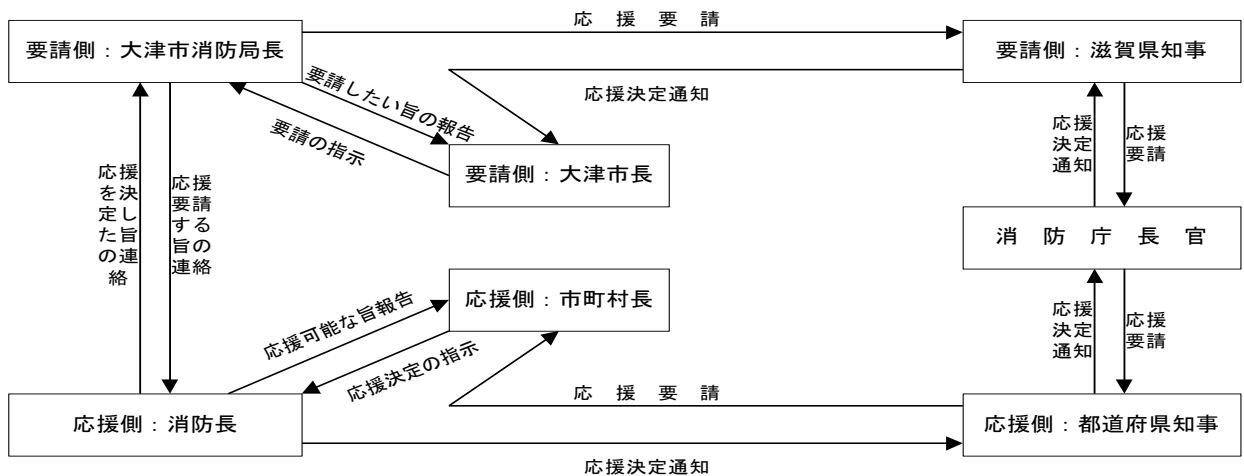 応 援 要 請
要請側：大津市消防局長
要請側：滋賀県知事
応援決定通知
要請したい旨の報告
要請の指示
要請側：大津市長
応援決定通知
応援要請
応援を決定した旨の連絡
応援要請する旨の連絡
消 防 庁 長 官
応援側：市町村長
応援可能な旨報告
応援決定の指示
応援決定通知
応援要請
応 援 要 請
応援側：消防長
応援側：都道府県知事
応援決定通知